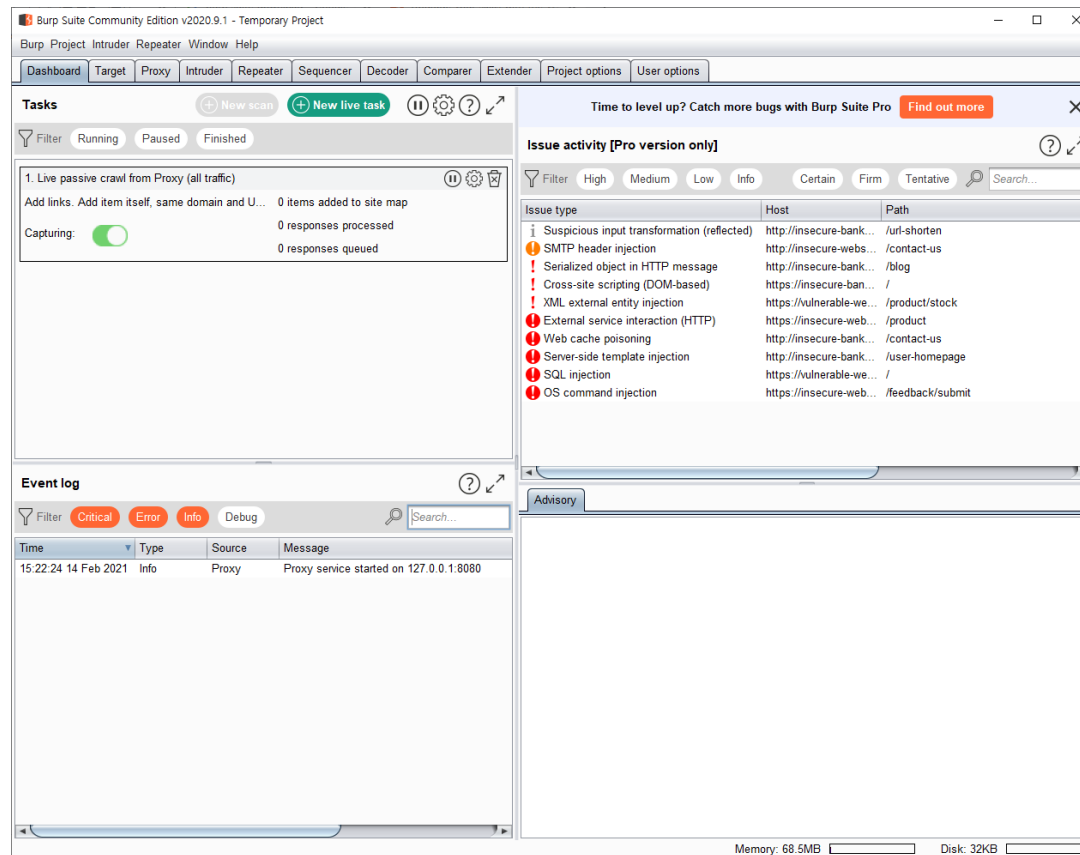 Burp Suite Community Edition v2020.9.1 - Temporary Project
Burp Project Intruder Repeater Window Help
Dashboard Target Proxy Intruder Repeater Sequencer Decoder Comparer Extender Project options User options
Tasks
New scan
New live task
Filter Running Paused Finished
1. Live passive crawl from Proxy (all traffic)
Add links. Add item itself, same domain and U... 0 items added to site map
0 responses processed
Capturing:
0 responses queued
Time to level up? Catch more bugs with Burp Suite Pro Find out more
Issue activity [Pro version only]
Filter High Medium Low Info Certain Firm Tentative Search...
Issue type Host Path
Suspicious input transformation (reflected) http://insecure-bank... /url-shorten
SMTP header injection http://insecure-webs... /contact-us
Serialized object in HTTP message http://insecure-bank... /blog
Cross-site scripting (DOM-based) https://insecure-ban... /
XML external entity injection https://vulnerable-we... /product/stock
External service interaction (HTTP) https://insecure-web... /product
Web cache poisoning http://insecure-bank... /contact-us
Server-side template injection http://insecure-bank... /user-homepage
SQL injection https://vulnerable-we... /
OS command injection https://insecure-web... /feedback/submit
Event log
Filter Critical Error Info Debug Search...
Time Type Source Message
15:22:24 14 Feb 2021 Info Proxy Proxy service started on 127.0.0.1:8080
Advisory
Memory: 68.5MB Disk: 32KB